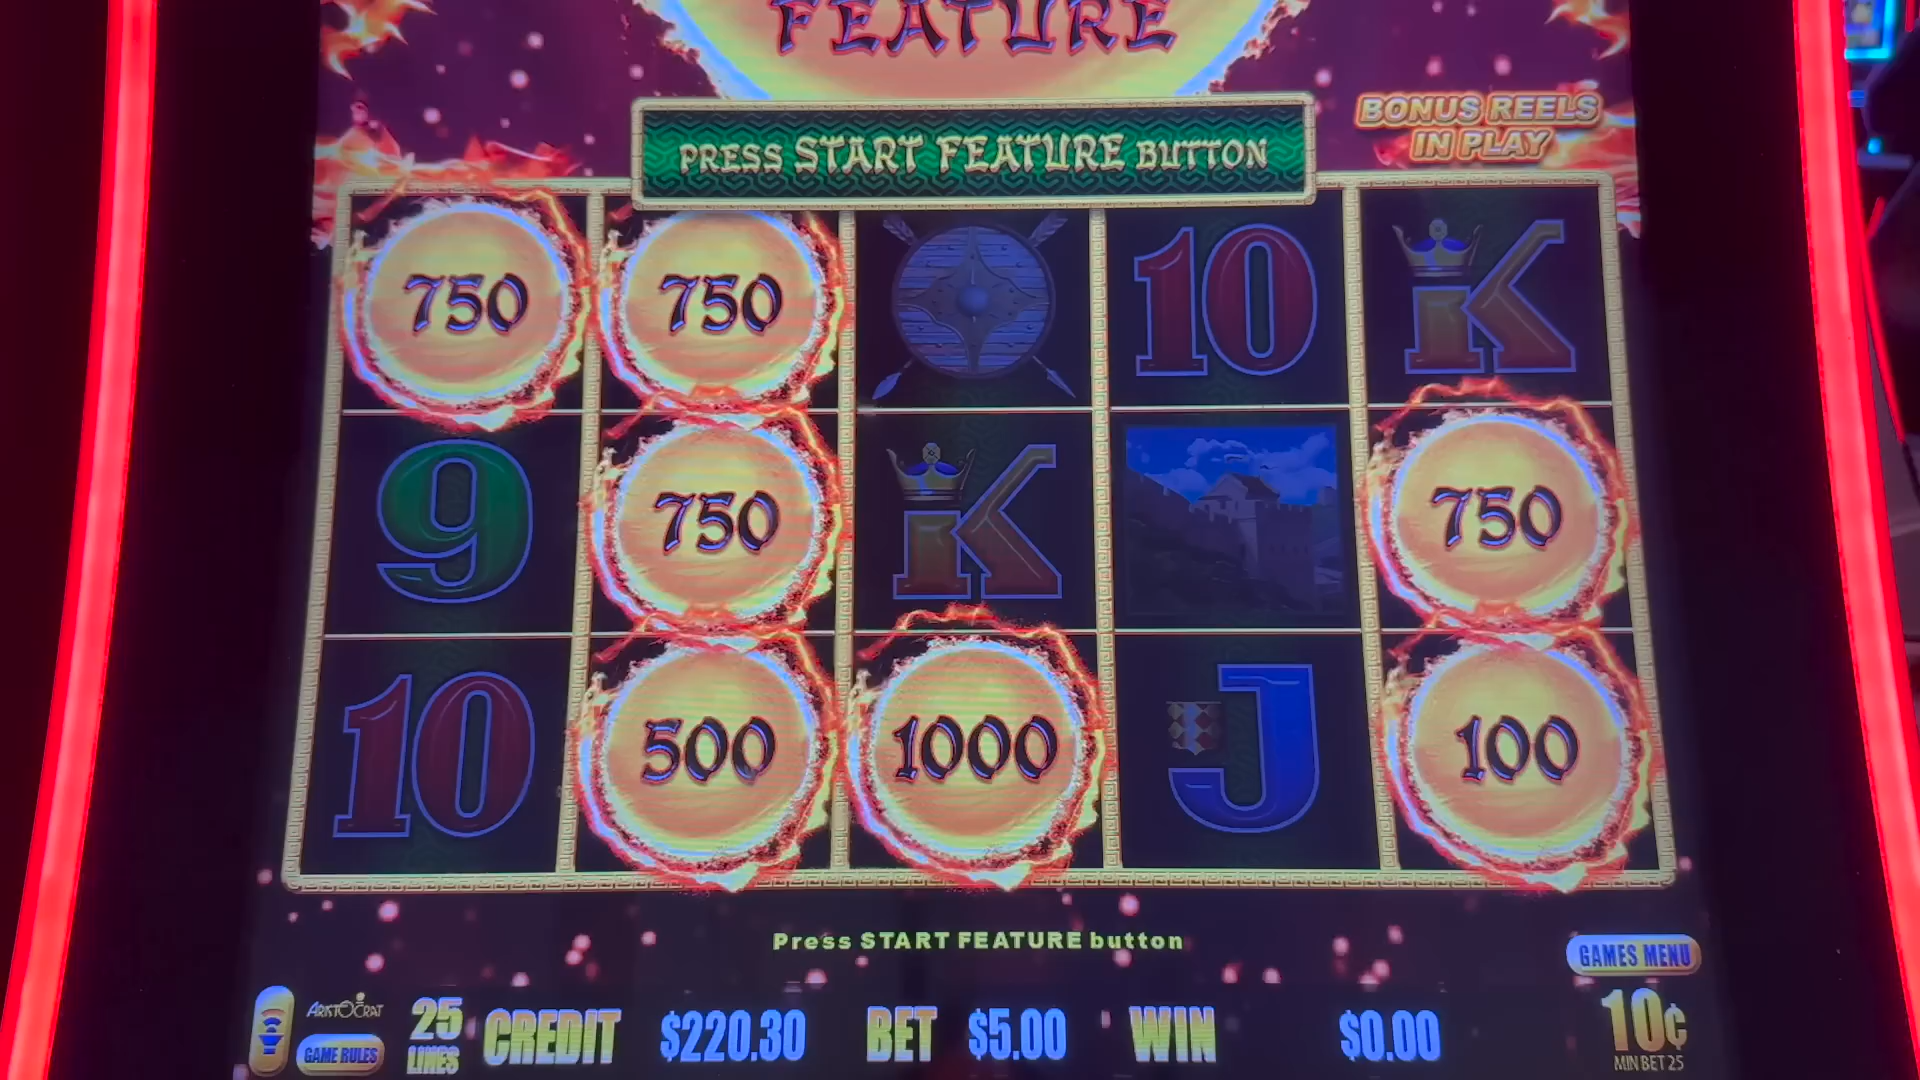 FEATURE
BONUS REELS
IN PLAY
PRESS START FEATURE BUTTON
750
750
10
K
9
750
K
750
10
500
1000
J
100
Press START FEATURE button
GAMES MENU
ARISTOCRAT
GAME RULES
25
LINES
CREDIT $220.30 BET $5.00 WIN $0.00
10¢
MIN BET 25